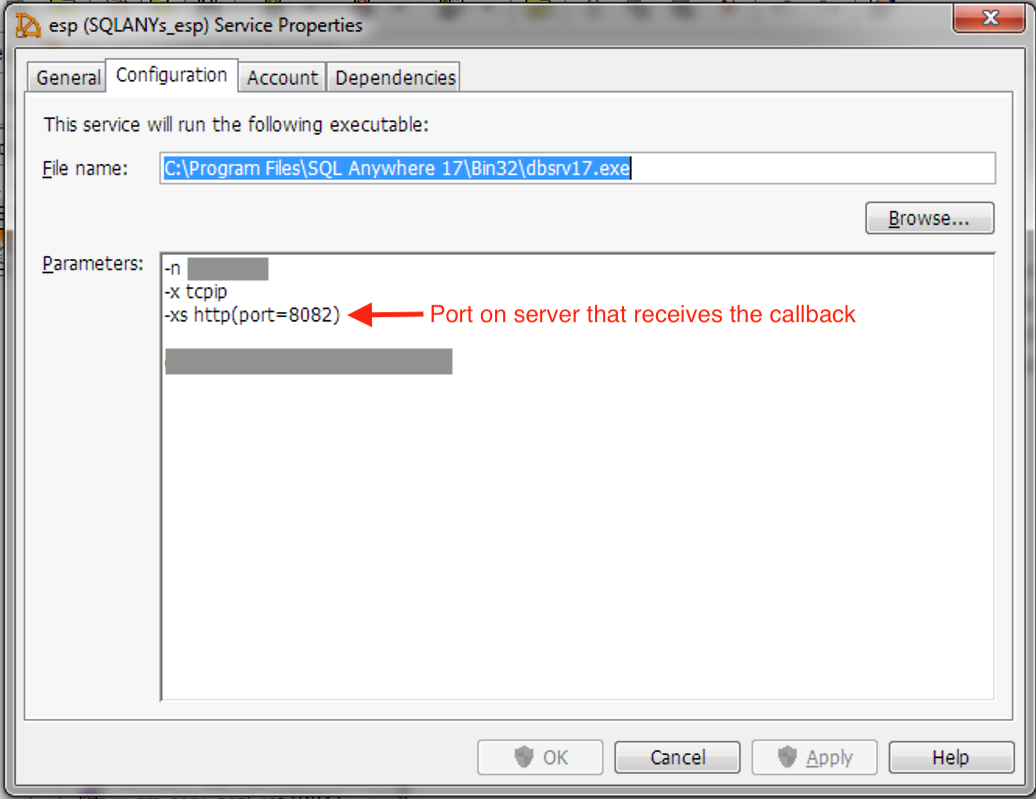 esp (SQLANYs_esp) Service Properties
General Configuration Account Dependencies
This service will run the following executable:
File name: C:\Program Files\SQL Anywhere 17\Bin32\dbsrv17.exe
Browse...
Parameters: -n
-x tcpip
-xs http(port=8082) Port on server that receives the callback
OK Cancel Apply Help